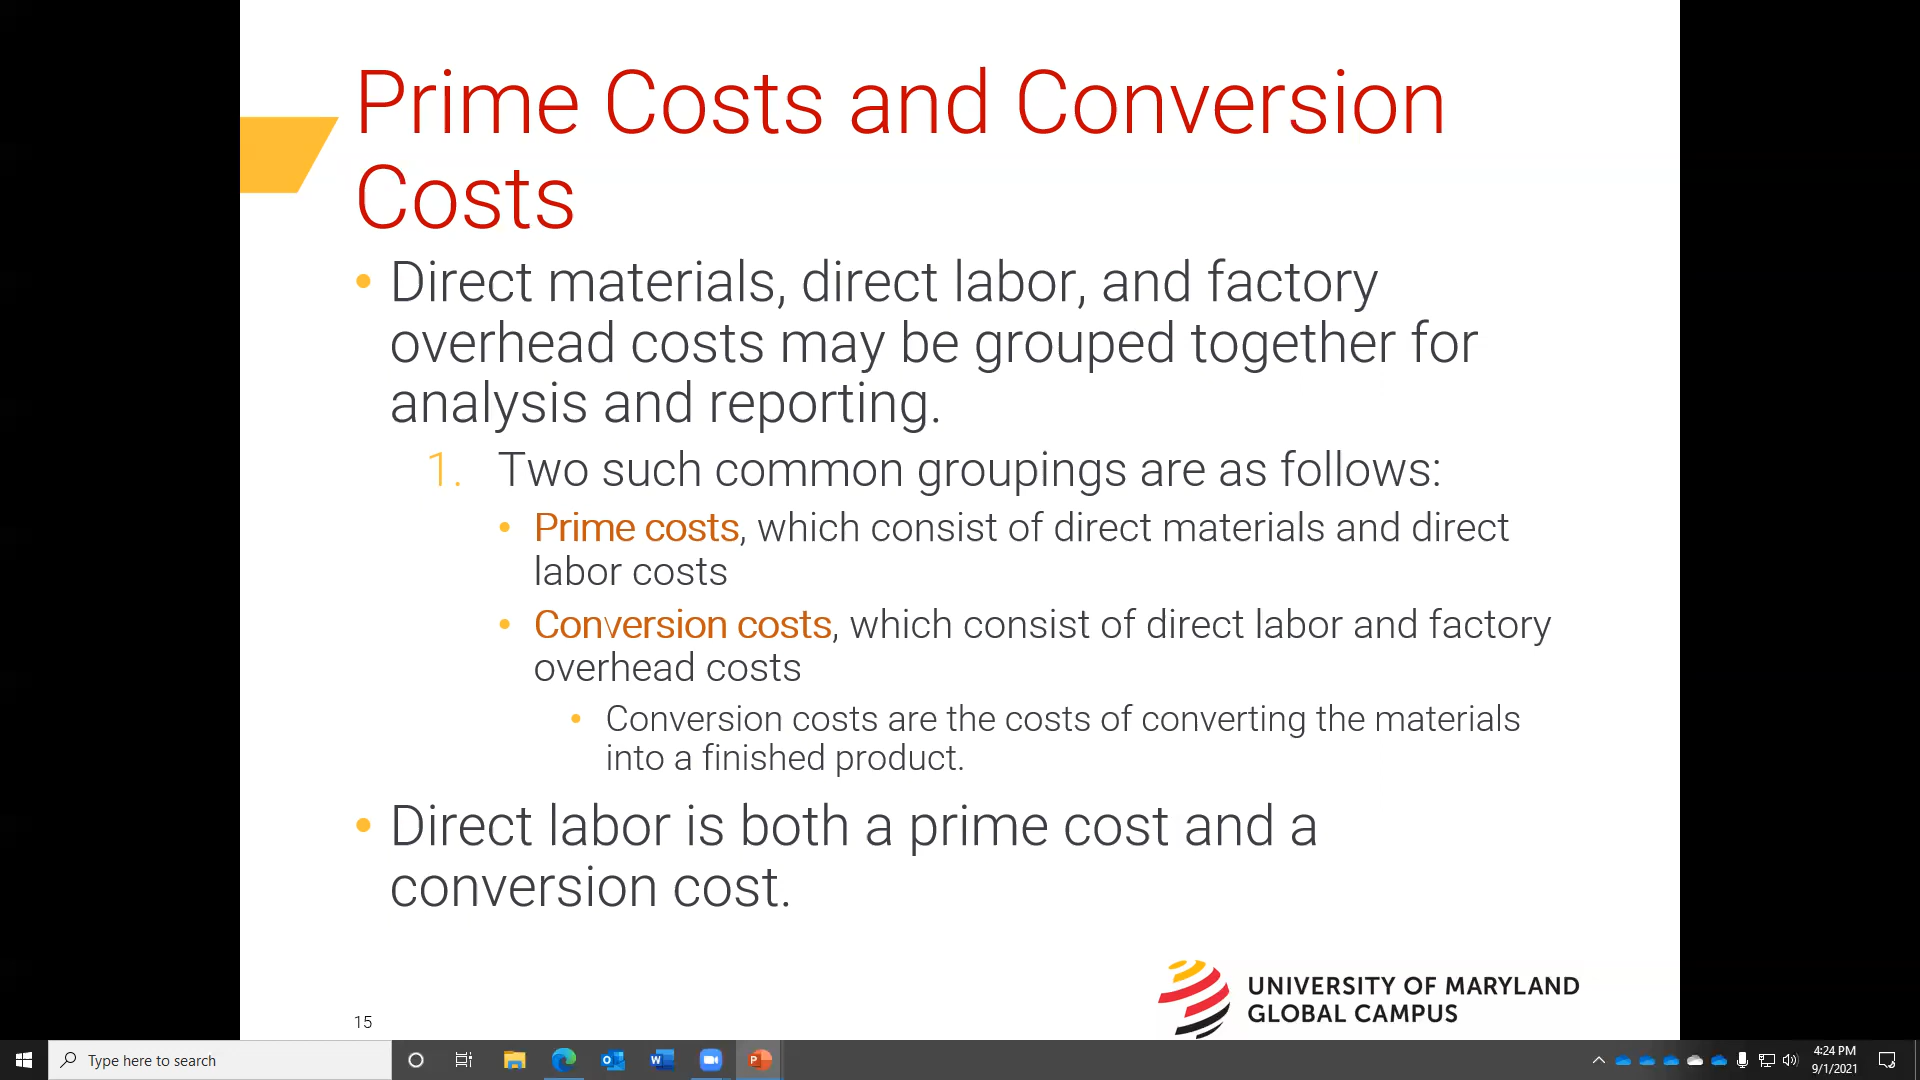 Prime Costs and Conversion
Costs
• Direct materials, direct labor, and factory
overhead costs may be grouped together for
analysis and reporting.
1. Two such common groupings are as follows:
• Prime costs, which consist of direct materials and direct
labor costs
• Conversion costs, which consist of direct labor and factory
overhead costs
• Conversion costs are the costs of converting the materials
into a finished product.
• Direct labor is both a prime cost and a
conversion cost.
UNIVERSITY OF MARYLAND
GLOBAL CAMPUS
15
Type here to search
4:24 PM
9/1/2021